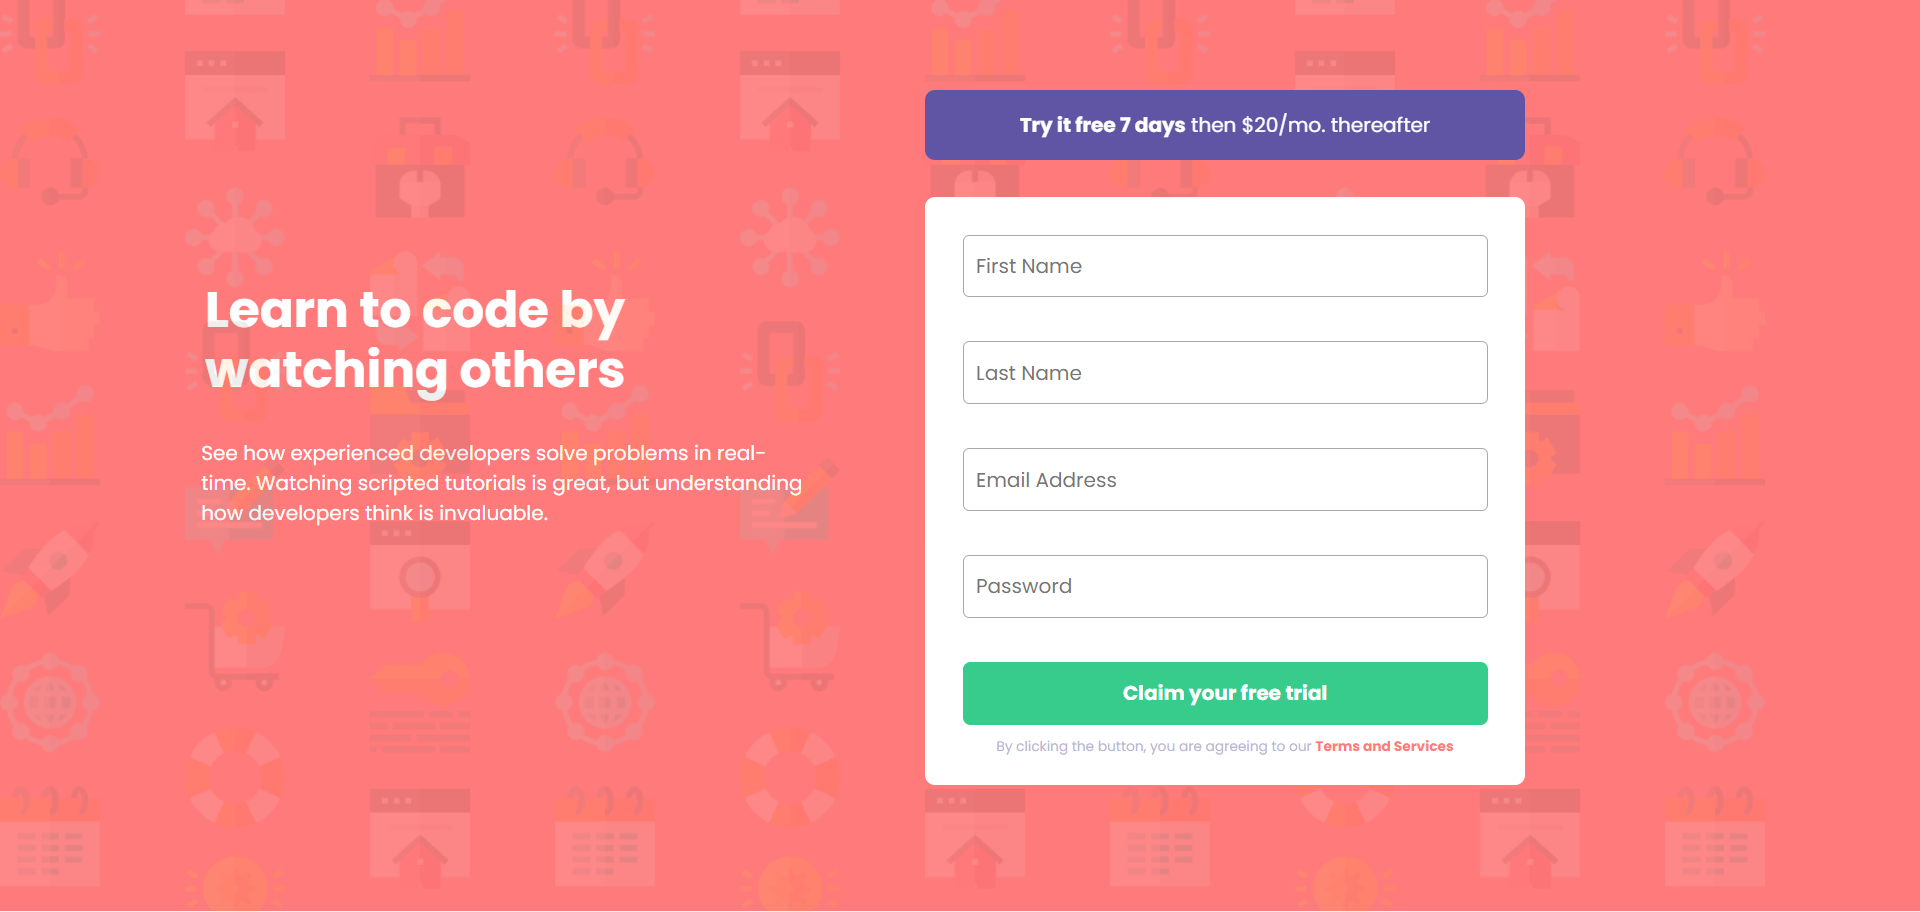 Learn to code by
watching others
See how experienced developers solve problems in real-
time. Watching scripted tutorials is great, but understanding
how developers think is invaluable.
Try it free 7 days then $20/mo. thereafter
First Name
Last Name
Email Address
Password
Claim your free trial
By clicking the button, you are agreeing to our Terms and Services